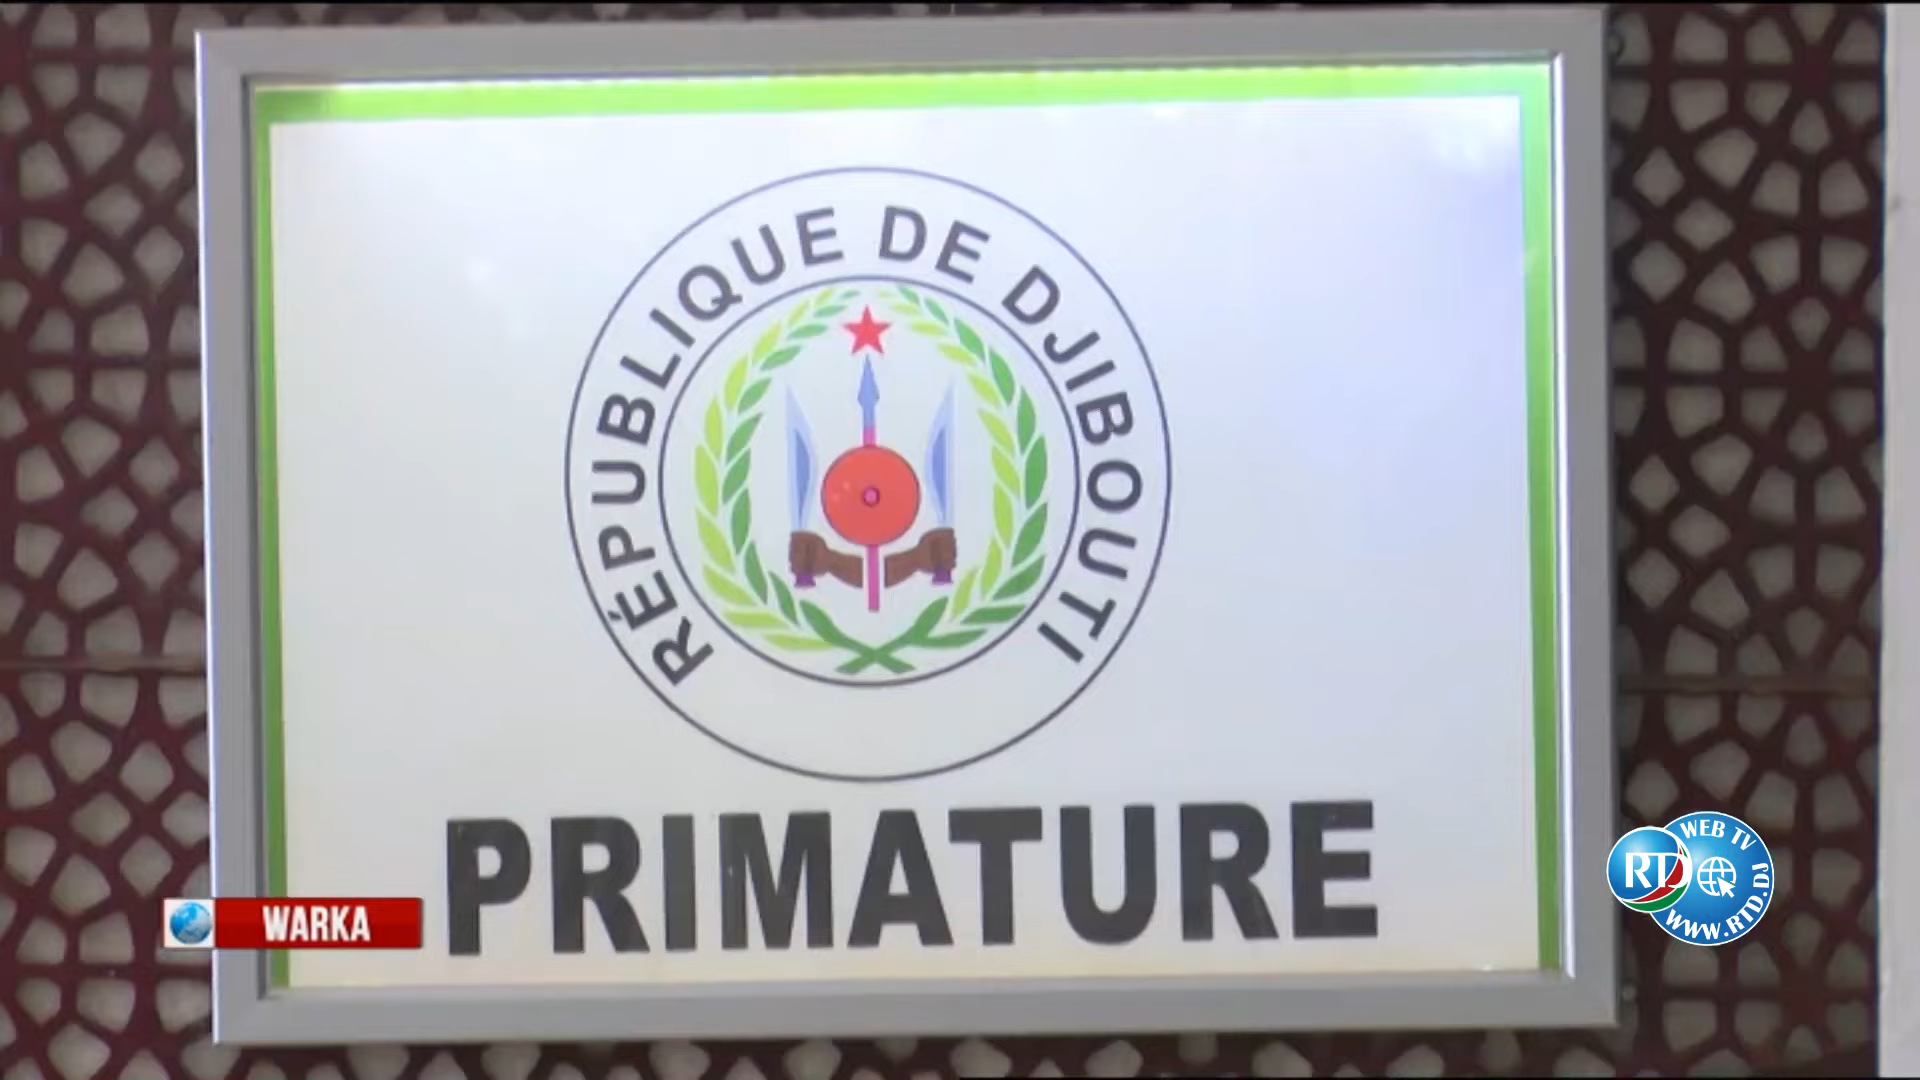 RÉPUBLIQUE DE DJIBOUTI
PRIMATURE
WARKA
WEB TV
RTD
WWW.RTD.DJ